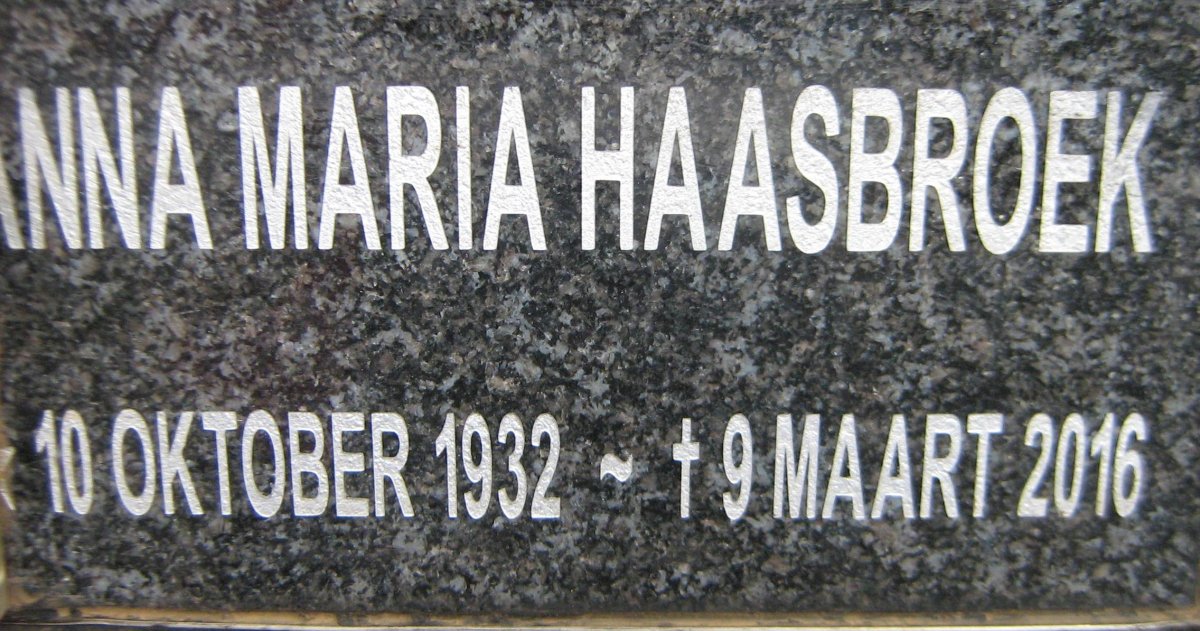 ANNA MARIA HAASBROEK
10 OKTOBER 1932 ~ † 9 MAART 2016